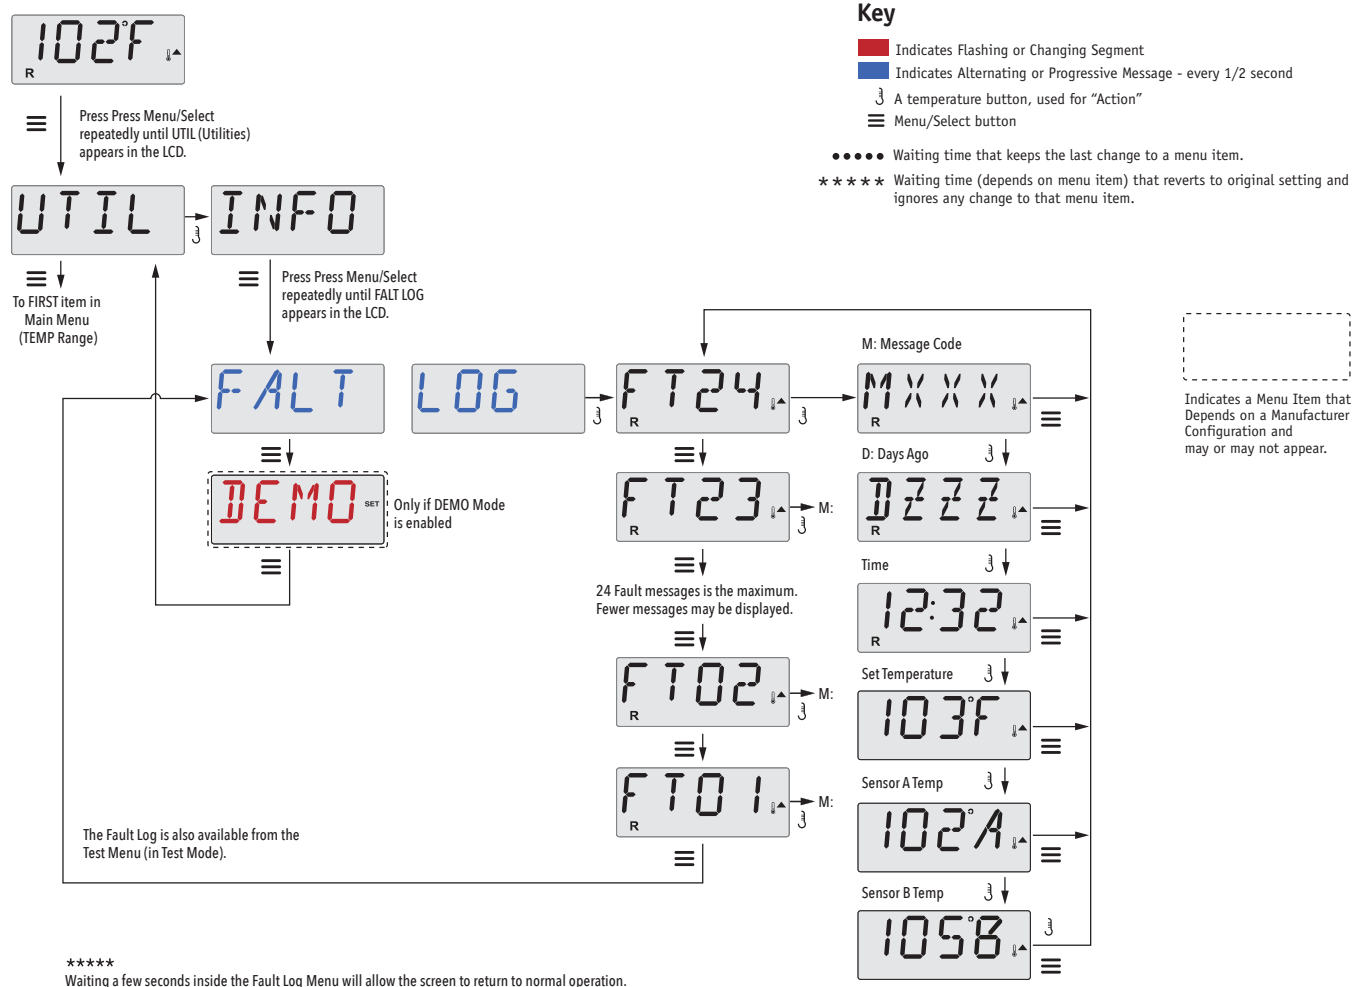 Key
Indicates Flashing or Changing Segment
Indicates Alternating or Progressive Message - every 1/2 second
A temperature button, used for “Action”
Menu/Select button
••••• Waiting time that keeps the last change to a menu item.
***** Waiting time (depends on menu item) that reverts to original setting and
ignores any change to that menu item.
102°F
R
Press Press Menu/Select
repeatedly until UTIL (Utilities)
appears in the LCD.
UTIL
INFO
To FIRST item in
Main Menu
(TEMP Range)
Press Press Menu/Select
repeatedly until FALT LOG
appears in the LCD.
FALT
LOG
FT24
R
M: Message Code
MXXX
R
Indicates a Menu Item that
Depends on a Manufacturer
Configuration and
may or may not appear.
DEMO
SET
Only if DEMO Mode
is enabled
FT23
R
M:
D: Days Ago
DZZZ
R
24 Fault messages is the maximum.
Fewer messages may be displayed.
Time
12:32
R
FT02
R
M:
Set Temperature
103°F
FT01
R
M:
Sensor A Temp
102°A
Sensor B Temp
105°B
The Fault Log is also available from the
Test Menu (in Test Mode).
*****
Waiting a few seconds inside the Fault Log Menu will allow the screen to return to normal operation.